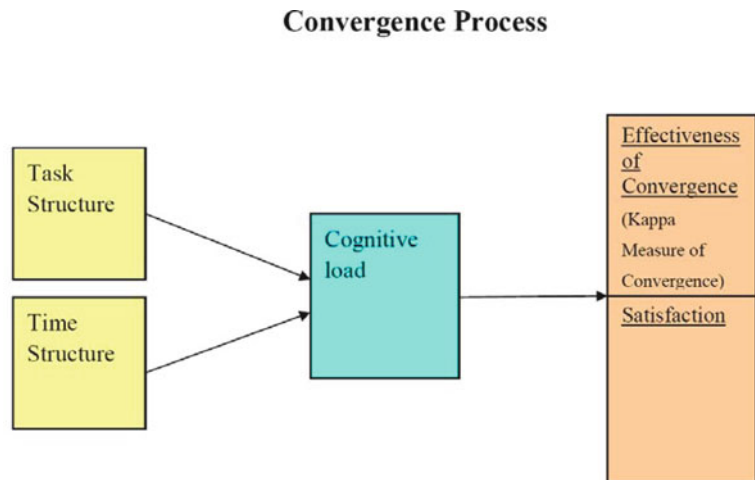 Convergence Process
Task
Structure
Time
Structure
Cognitive
load
Effectiveness
of
Convergence
(Kappa
Measure of
Convergence)
Satisfaction